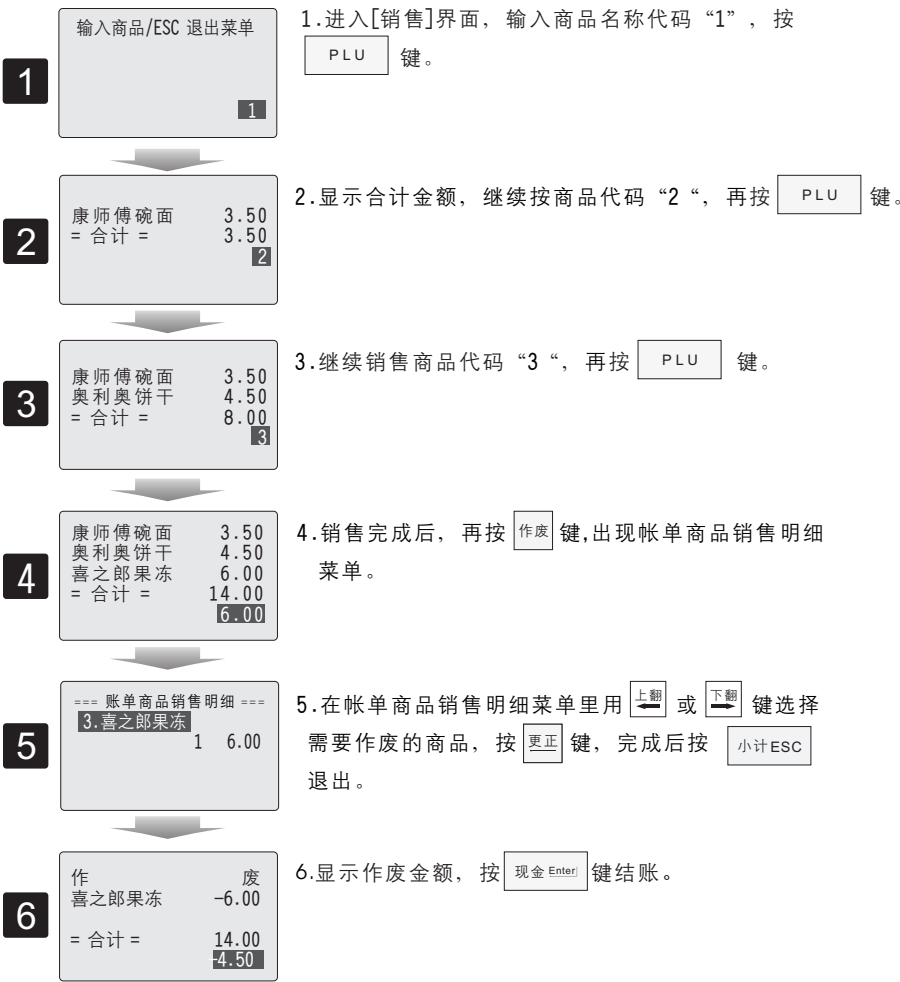 1
输入商品/ESC 退出菜单
1
1.进入[销售]界面，输入商品名称代码“1”，按
PLU 键。
2
康师傅碗面 3.50
= 合计 = 3.50
2
2.显示合计金额，继续按商品代码“2“，再按 PLU 键。
3
康师傅碗面 3.50
奥利奥饼干 4.50
= 合计 = 8.00
3
3.继续销售商品代码“3“，再按 PLU 键。
4
康师傅碗面 3.50
奥利奥饼干 4.50
喜之郎果冻 6.00
= 合计 = 14.00
6.00
4.销售完成后，再按 作废 键,出现帐单商品销售明细
菜单。
5
=== 账单商品销售明细 ===
3.喜之郎果冻
1 6.00
5.在帐单商品销售明细菜单里用 上翻 或 下翻 键选择
需要作废的商品，按 更正 键，完成后按 小计ESC
退出。
6
作 废
喜之郎果冻 -6.00
= 合计 = 14.00
-4.50
6.显示作废金额，按 现金 Enter 键结账。